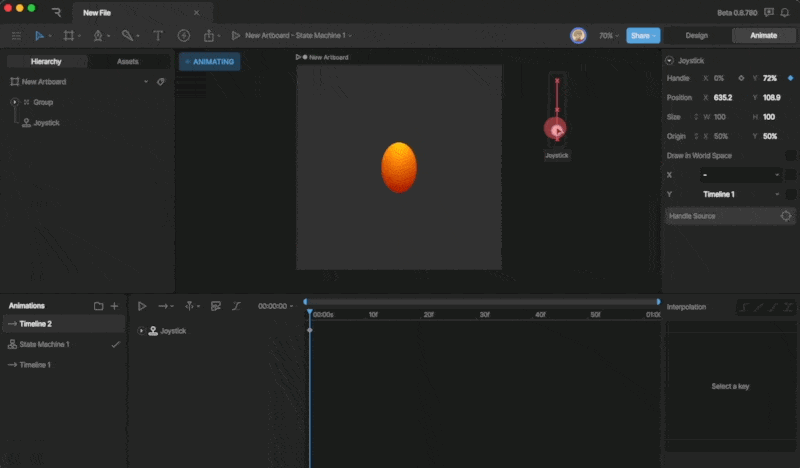 New File
Beta 0.8.780
New Artboard - State Machine 1
70%
Share
Design
Animate
Hierarchy
Assets
ANIMATING
New Artboard
New Artboard
Group
Joystick
Joystick
Joystick
Handle X 0% Y 72%
Position X 635.2 Y 108.9
Size W 100 H 100
Origin X 50% Y 50%
Draw in World Space
X -
Y Timeline 1
Handle Source
Animations
00:00:00
Interpolation
00:00s 10f 20f 30f 40f 50f 01:00
Timeline 2
Joystick
State Machine 1
Timeline 1
Select a key